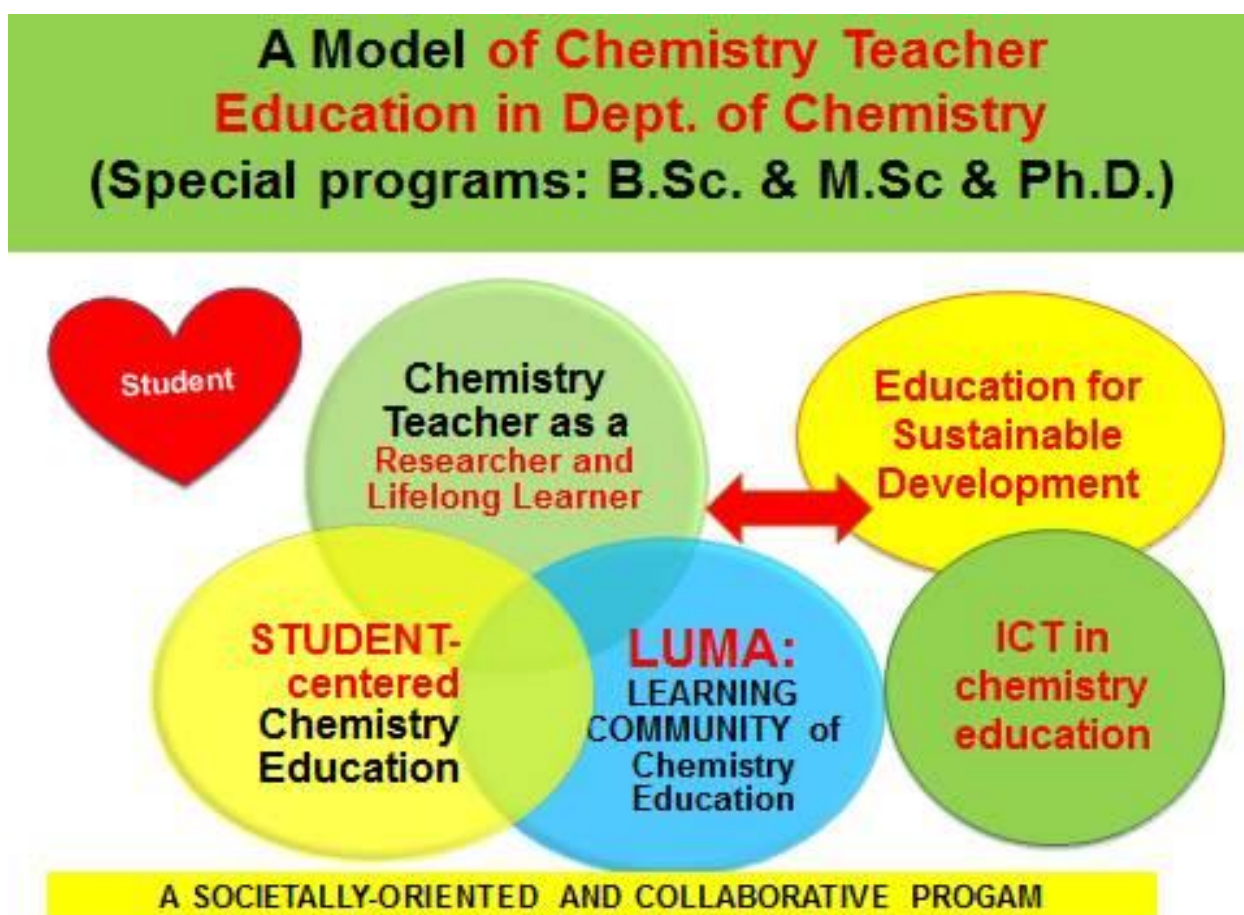 A Model of Chemistry Teacher
Education in Dept. of Chemistry
(Special programs: B.Sc. & M.Sc & Ph.D.)
Student
Chemistry
Teacher as a
Researcher and
Lifelong Learner
Education for
Sustainable
Development
STUDENT-
centered
Chemistry
Education
LUMA:
LEARNING
COMMUNITY of
Chemistry
Education
ICT in
chemistry
education
A SOCIETALLY-ORIENTED AND COLLABORATIVE PROGAM